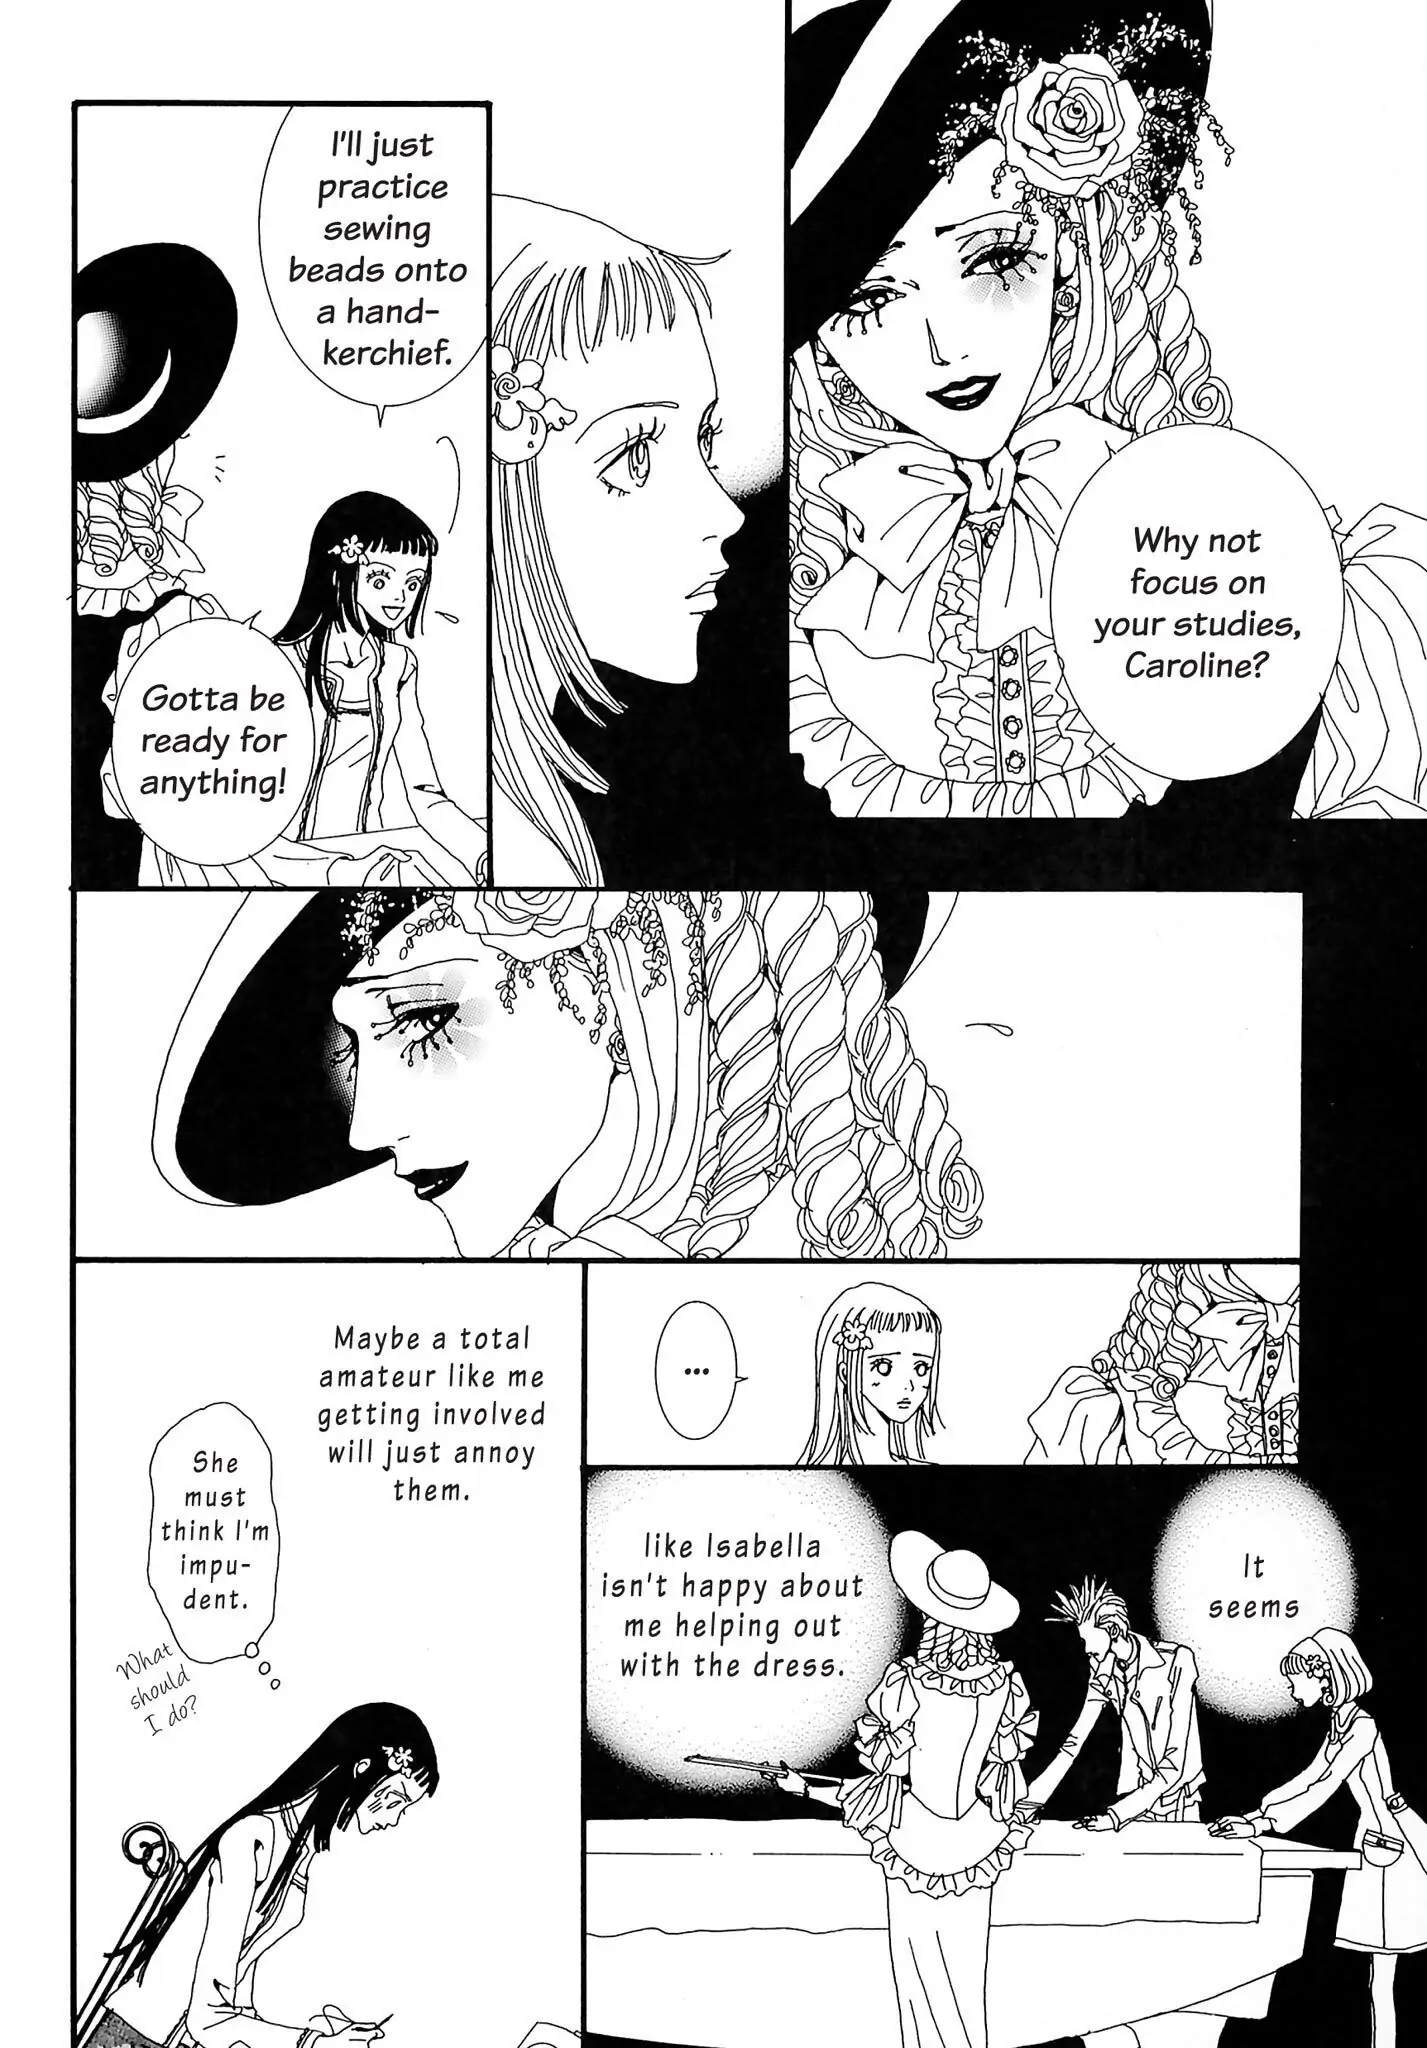 Why not
focus on
your studies,
Caroline?
I'll just
practice
sewing
beads onto
a hand-
kerchief.
Gotta be
ready for
anything!
...
It
seems
like Isabella
isn't happy about
me helping out
with the dress.
Maybe a total
amateur like me
getting involved
will just annoy
them.
She
must
think I'm
impu-
dent.
What
should
I do?